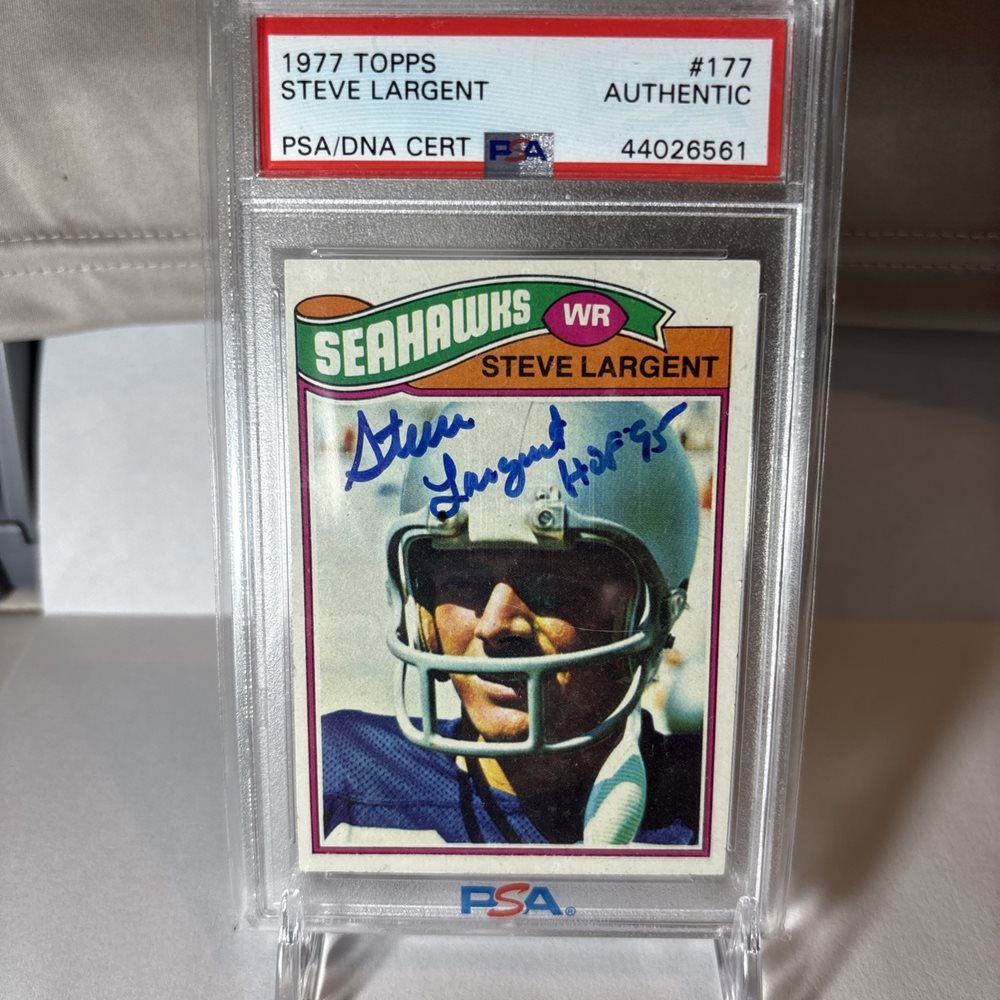 1977 TOPPS #177
STEVE LARGENT AUTHENTIC
PSA/DNA CERT PSA 44026561
SEAHAWKS WR
STEVE LARGENT
Steve
Largent HOF '95
PSA®